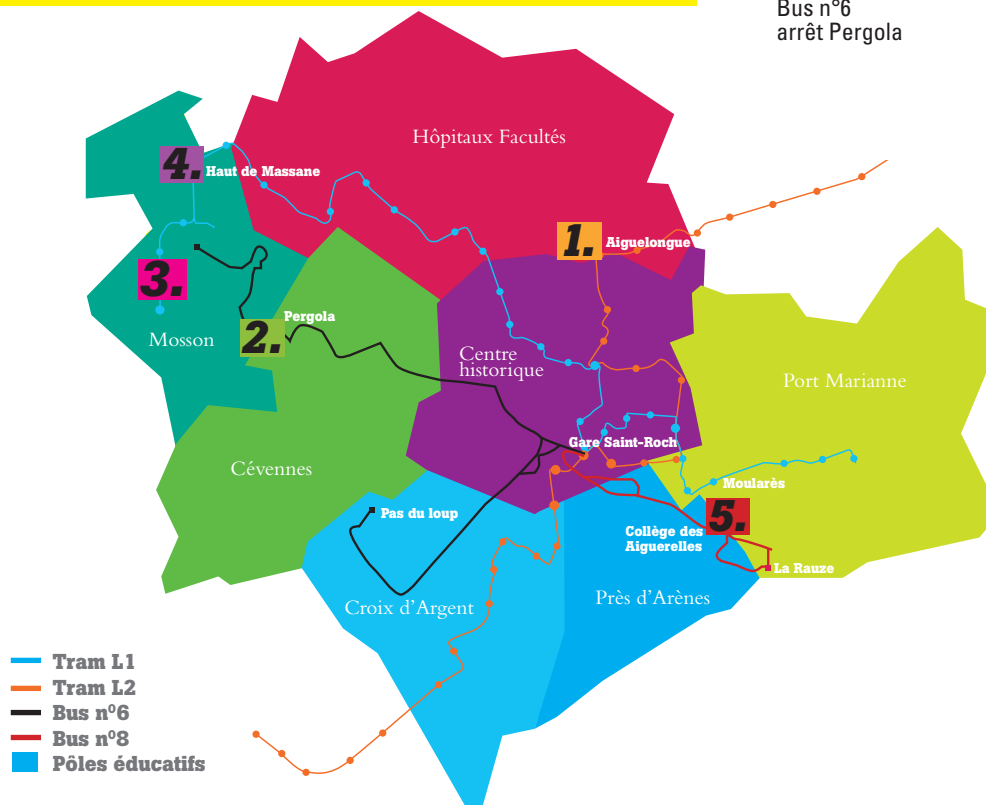 Bus n°6
arrêt Pergola
Hôpitaux Facultés
4.
Haut de Massane
1.
Aiguelongue
3.
Mosson
2.
Pergola
Centre
historique
Port Marianne
Gare Saint-Roch
Cévennes
Moularès
Pas du loup
5.
Collège des
Aiguerelles
La Rauze
Croix d'Argent
Près d'Arènes
Tram L1
Tram L2
Bus n°6
Bus n°8
Pôles éducatifs